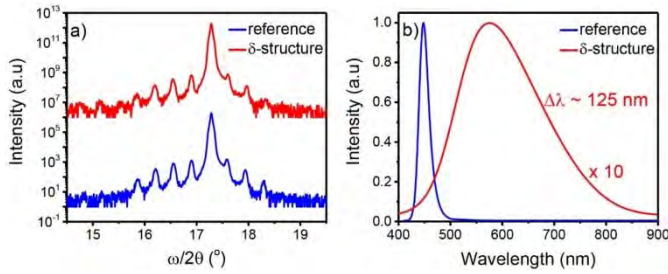 a)
reference
δ-structure
Intensity (a.u)
10^13
10^10
10^7
10^5
10^3
10^1
10^-1
15 16 17 18 19
ω/2θ (°)
b)
reference
δ-structure
Δλ ~ 125 nm
x 10
Intensity (a.u)
1.0
0.8
0.6
0.4
0.2
0.0
400 500 600 700 800 900
Wavelength (nm)